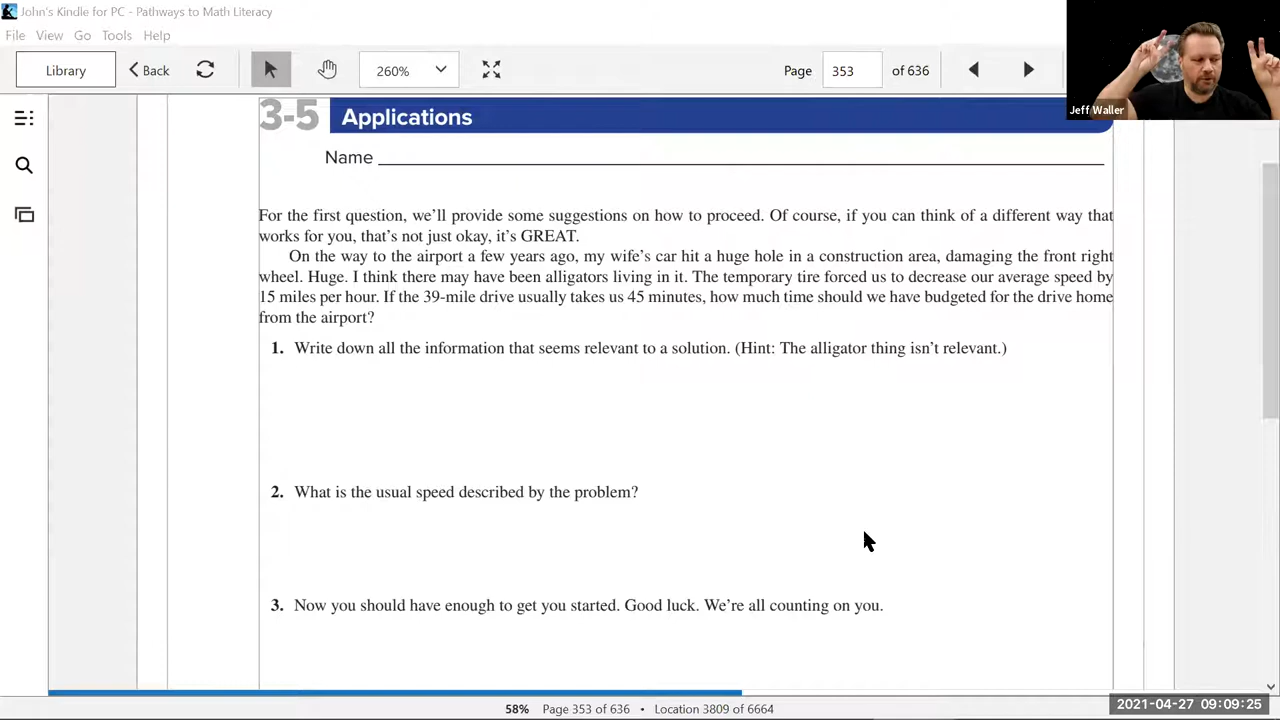 John's Kindle for PC - Pathways to Math Literacy
File View Go Tools Help
Library Back 260% Page 353 of 636
Jeff Waller
3-5 Applications
Name
For the first question, we'll provide some suggestions on how to proceed. Of course, if you can think of a different way that
works for you, that's not just okay, it's GREAT.
On the way to the airport a few years ago, my wife's car hit a huge hole in a construction area, damaging the front right
wheel. Huge. I think there may have been alligators living in it. The temporary tire forced us to decrease our average speed by
15 miles per hour. If the 39-mile drive usually takes us 45 minutes, how much time should we have budgeted for the drive home
from the airport?
1. Write down all the information that seems relevant to a solution. (Hint: The alligator thing isn't relevant.)
2. What is the usual speed described by the problem?
3. Now you should have enough to get you started. Good luck. We're all counting on you.
58% Page 353 of 636 • Location 3809 of 6664
2021-04-27 09:09:25